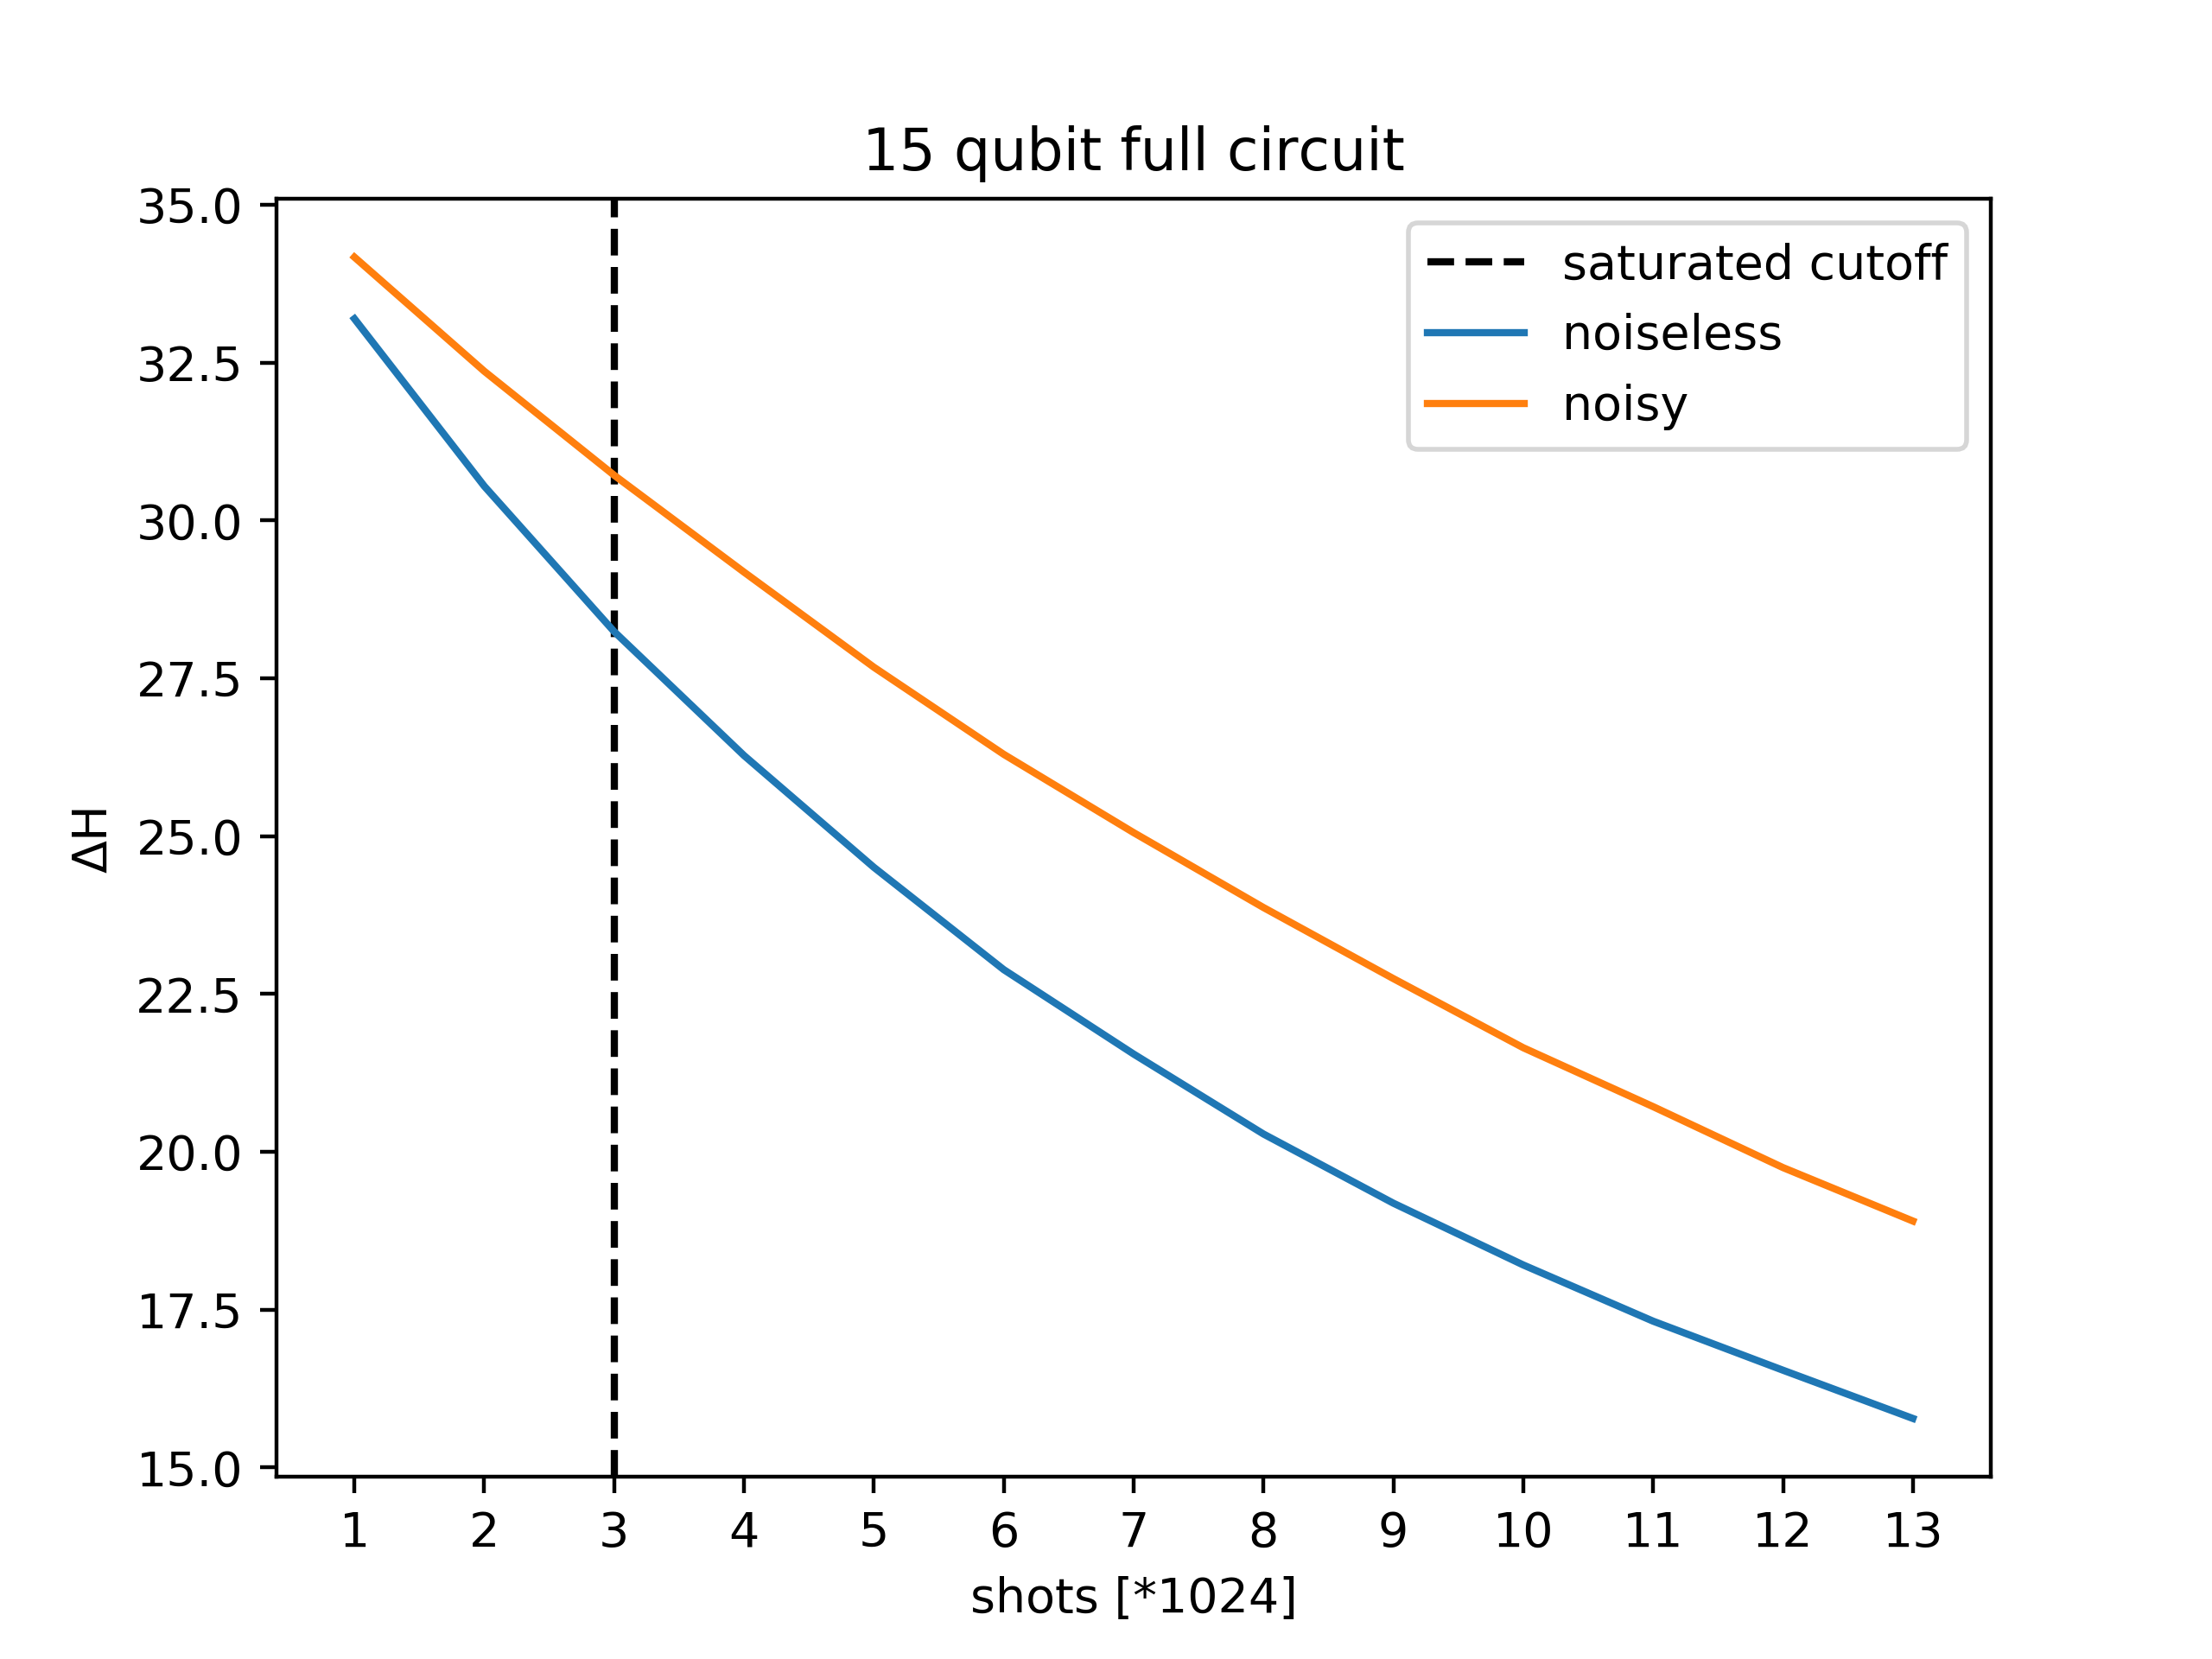 15 qubit full circuit
35.0
32.5
30.0
27.5
25.0
22.5
20.0
17.5
15.0
ΔH
saturated cutoff
noiseless
noisy
1 2 3 4 5 6 7 8 9 10 11 12 13
shots [*1024]